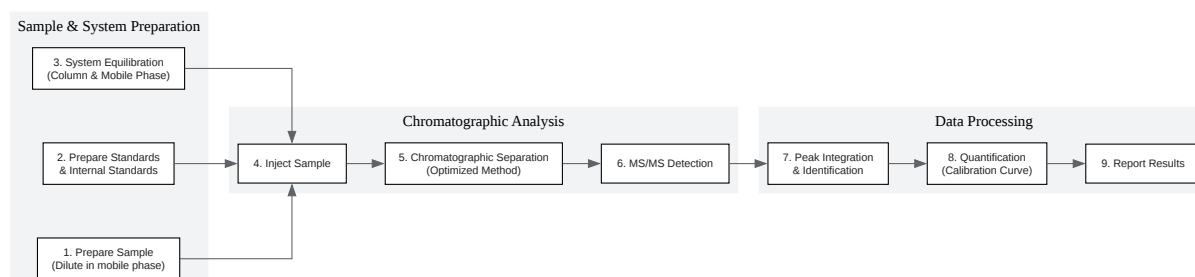 Sample & System Preparation
3. System Equilibration
(Column & Mobile Phase)
2. Prepare Standards
& Internal Standards
1. Prepare Sample
(Dilute in mobile phase)
Chromatographic Analysis
4. Inject Sample
5. Chromatographic Separation
(Optimized Method)
6. MS/MS Detection
Data Processing
7. Peak Integration
& Identification
8. Quantification
(Calibration Curve)
9. Report Results